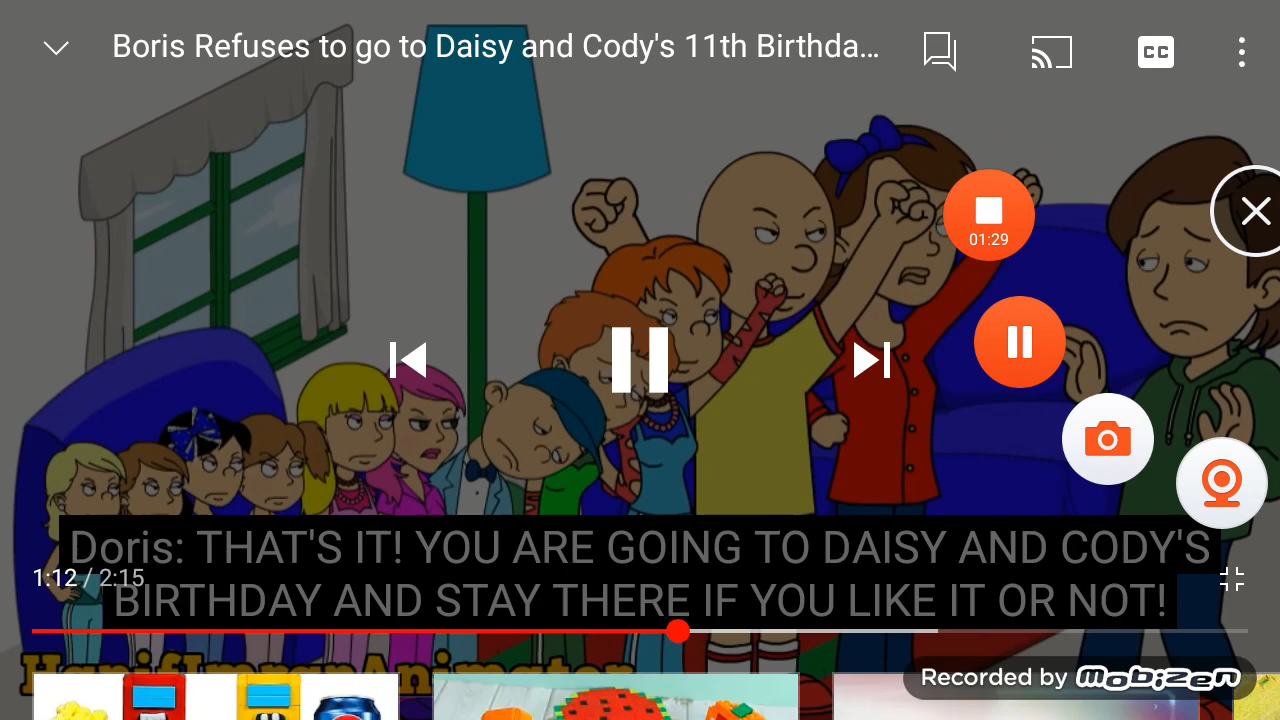 Boris Refuses to go to Daisy and Cody's 11th Birthda...
CC
01:29
Doris: THAT'S IT! YOU ARE GOING TO DAISY AND CODY'S
1:12 / 2:15
BIRTHDAY AND STAY THERE IF YOU LIKE IT OR NOT!
HanifImranAnimator
Recorded by mobizen